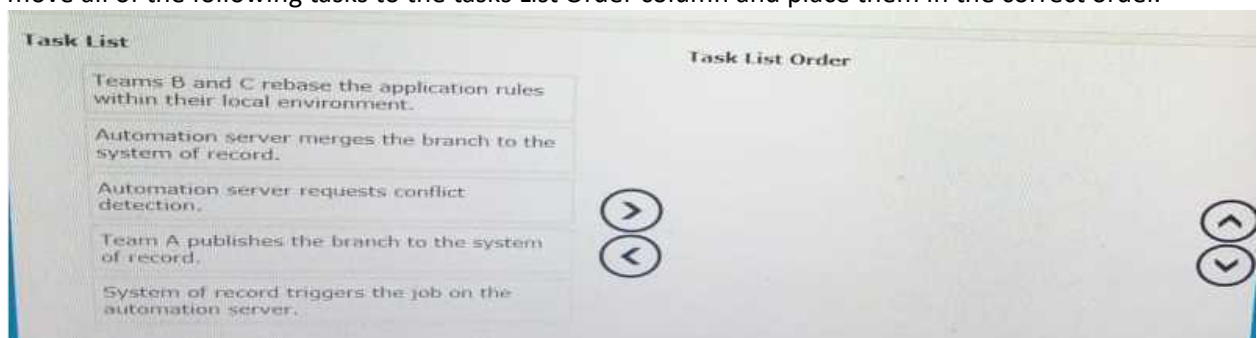 move all of the following tasks to the tasks List Order column and place them in the correct order.
Task List
Task List Order
Teams B and C rebase the application rules
within their local environment.
Automation server merges the branch to the
system of record.
Automation server requests conflict
detection.
Team A publishes the branch to the system
of record.
System of record triggers the job on the
automation server.